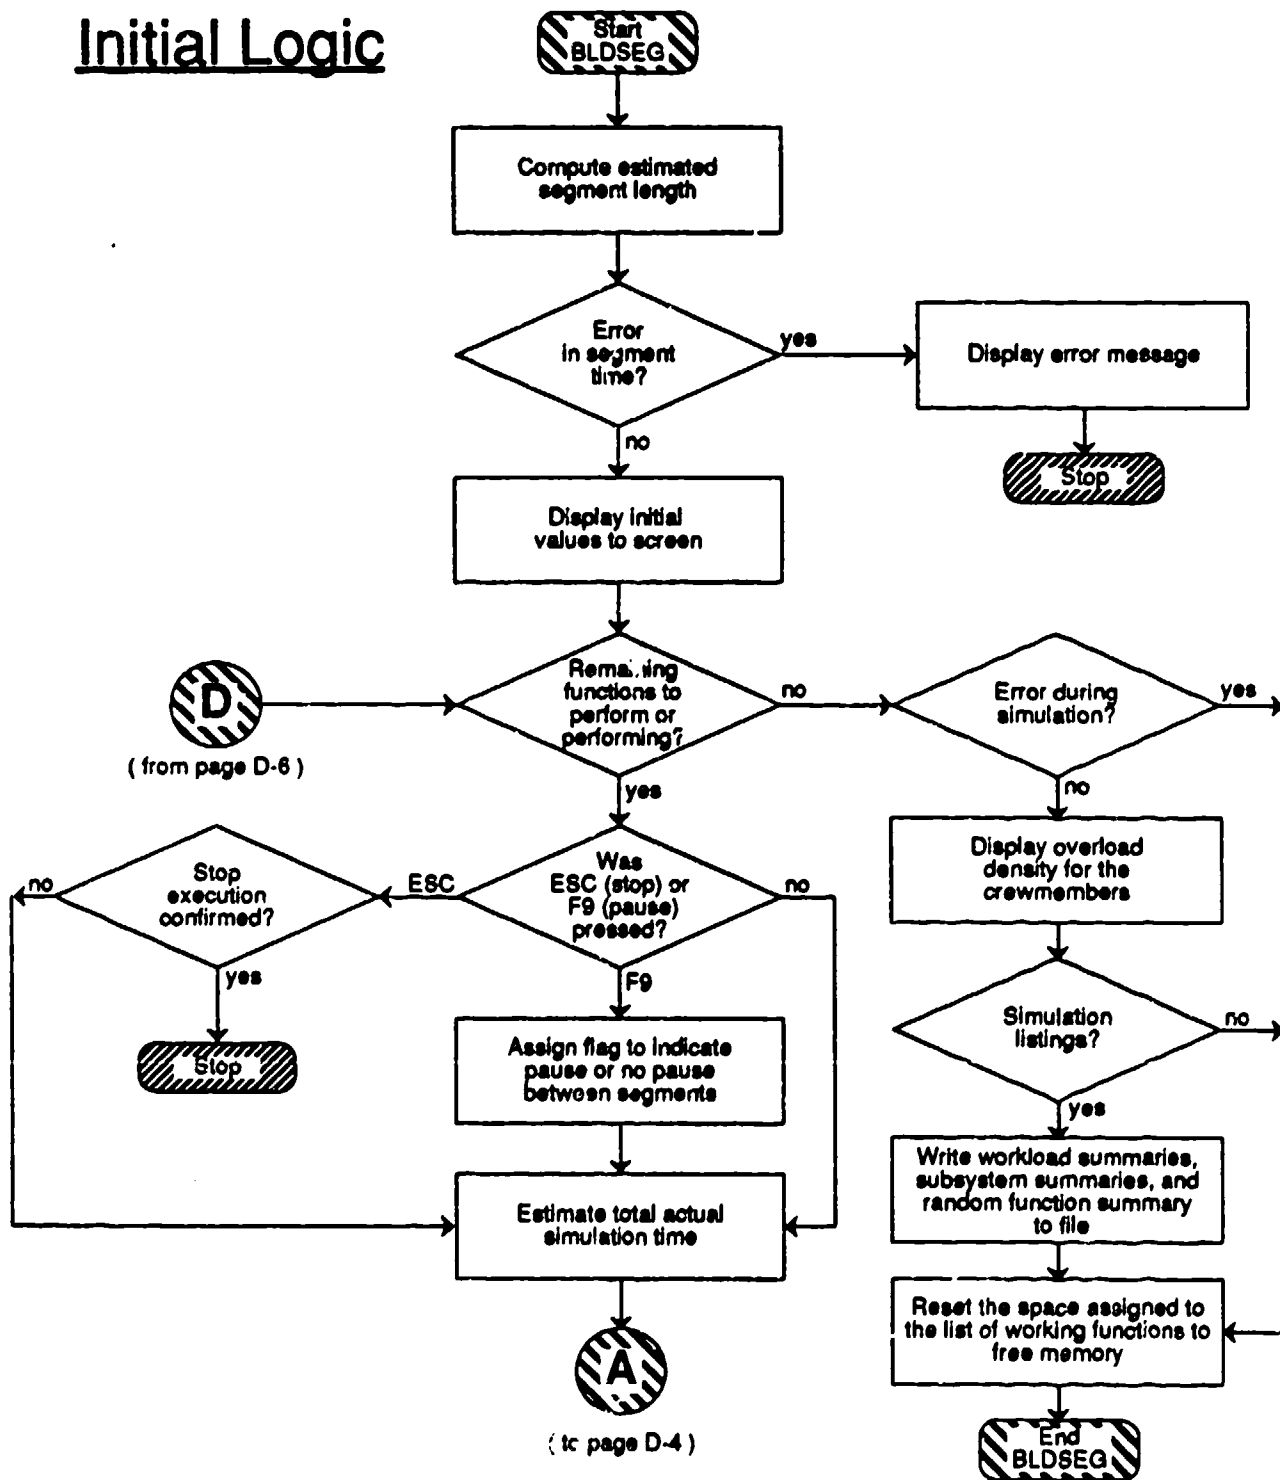 Initial Logic
Start
BLDSEG
Compute estimated
segment length
Error
in segment
time?
yes
Display error message
no
Stop
Display initial
values to screen
D
(from page D-6)
Remaining
functions to
perform or
performing?
no
Error during
simulation?
yes
yes
no
Stop
execution
confirmed?
no
ESC
Was
ESC (stop) or
F9 (pause)
pressed?
no
Display overload
density for the
crewmembers
yes
F9
Stop
Assign flag to indicate
pause or no pause
between segments
Simulation
listings?
no
yes
Estimate total actual
simulation time
Write workload summaries,
subsystem summaries, and
random function summary
to file
Reset the space assigned to
the list of working functions to
free memory
A
(to page D-4)
End
BLDSEG